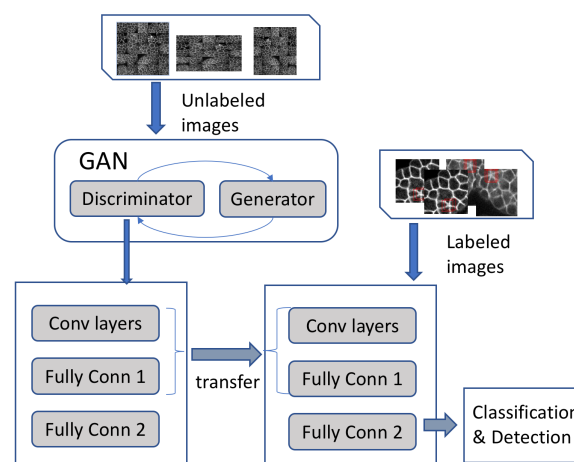 Unlabeled
images
GAN
Discriminator
Generator
Labeled
images
Conv layers
Fully Conn 1
Fully Conn 2
transfer
Conv layers
Fully Conn 1
Fully Conn 2
Classification
& Detection